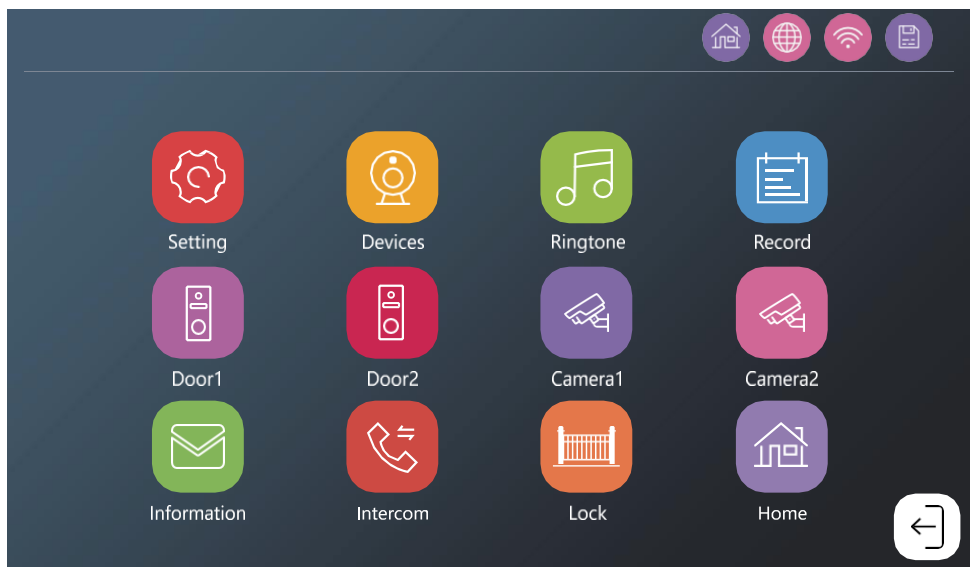 Setting
Devices
Ringtone
Record
Door1
Door2
Camera1
Camera2
Information
Intercom
Lock
Home